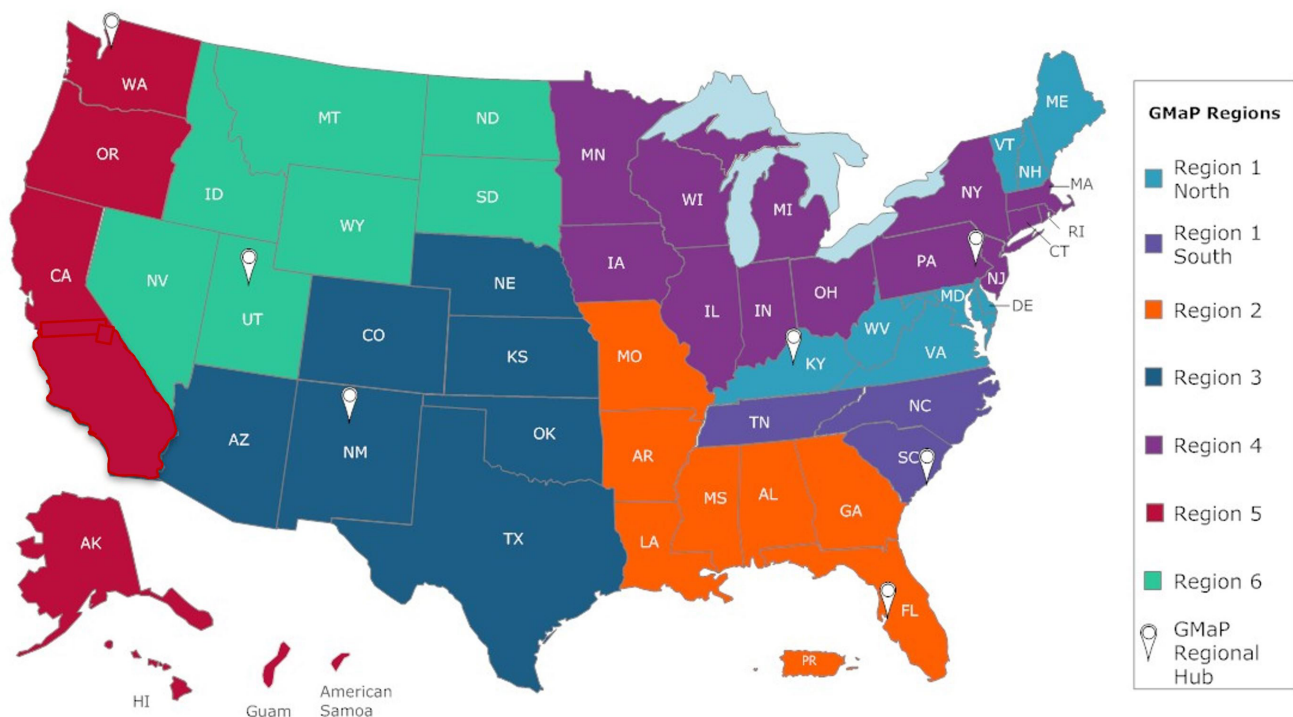 WA
OR
CA
MT
ID
WY
NV
UT
ND
SD
NE
CO
KS
AZ
NM
OK
TX
MN
IA
WI
MI
IL
IN
OH
PA
NY
NJ
MA
RI
CT
ME
VT
NH
MD
DE
WV
VA
KY
TN
NC
SC
MO
AR
LA
MS
AL
GA
FL
PR
AK
HI
Guam
American
Samoa
GMaP Regions
Region 1
North
Region 1
South
Region 2
Region 3
Region 4
Region 5
Region 6
GMaP
Regional
Hub